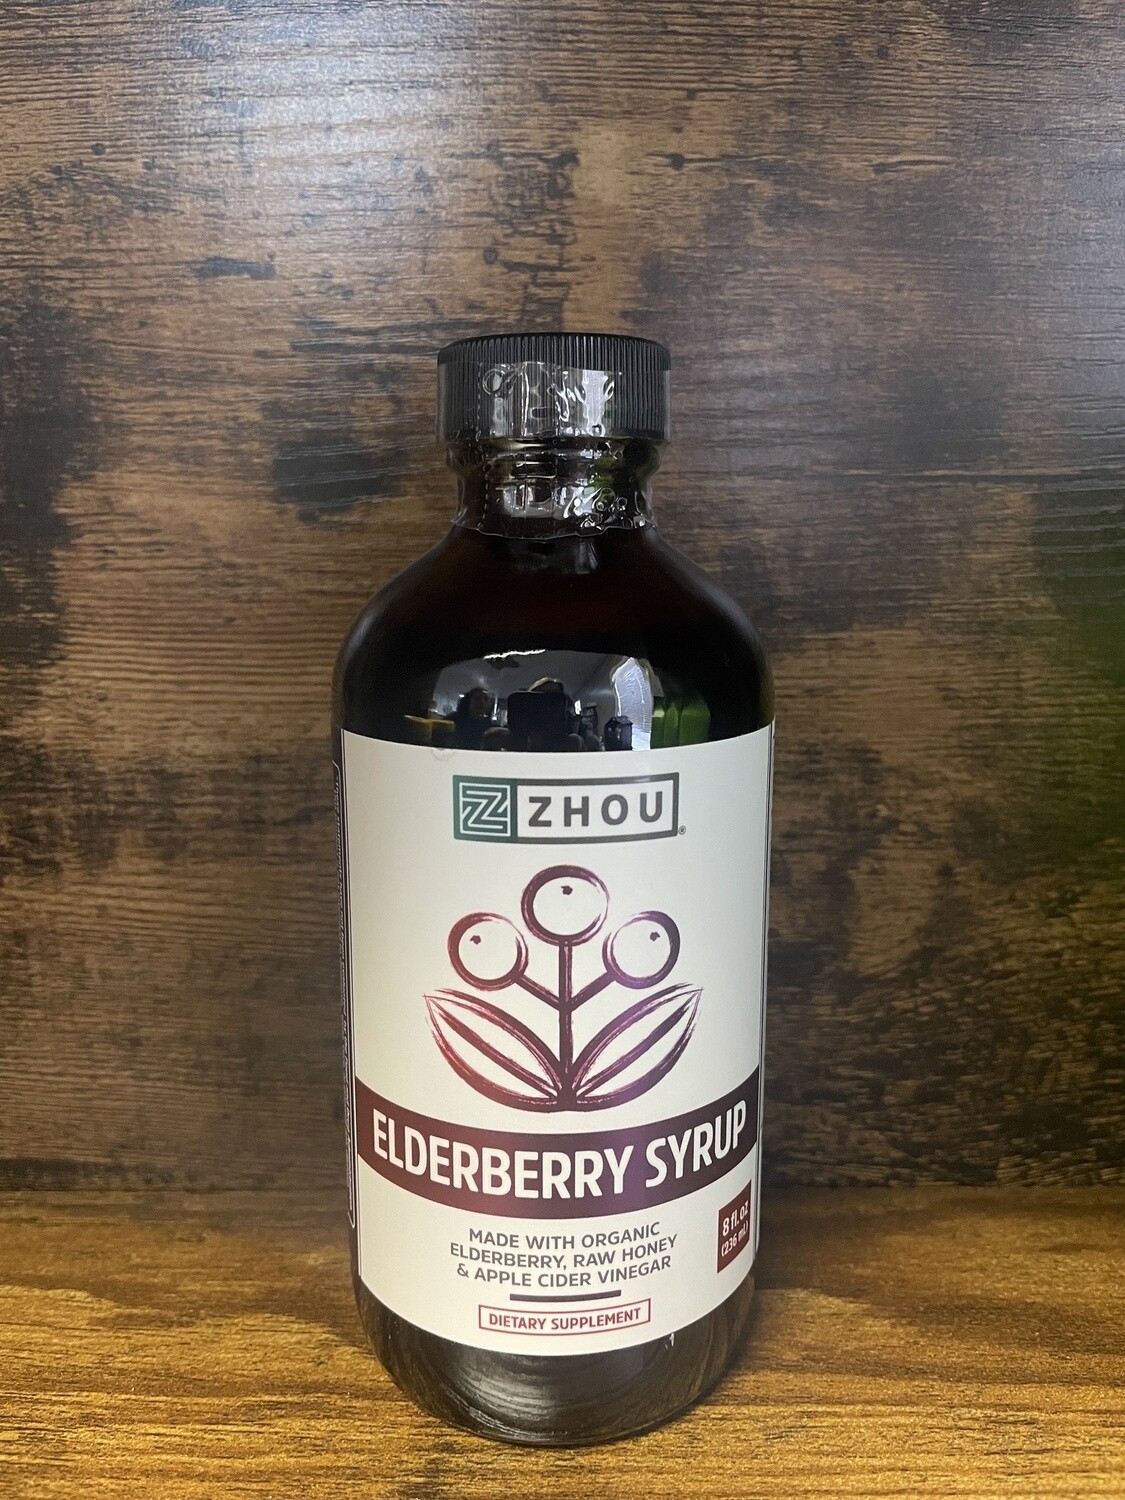 ZHOU®
ELDERBERRY SYRUP
8 fl. oz
(236 mL)
MADE WITH ORGANIC
ELDERBERRY, RAW HONEY
& APPLE CIDER VINEGAR
DIETARY SUPPLEMENT